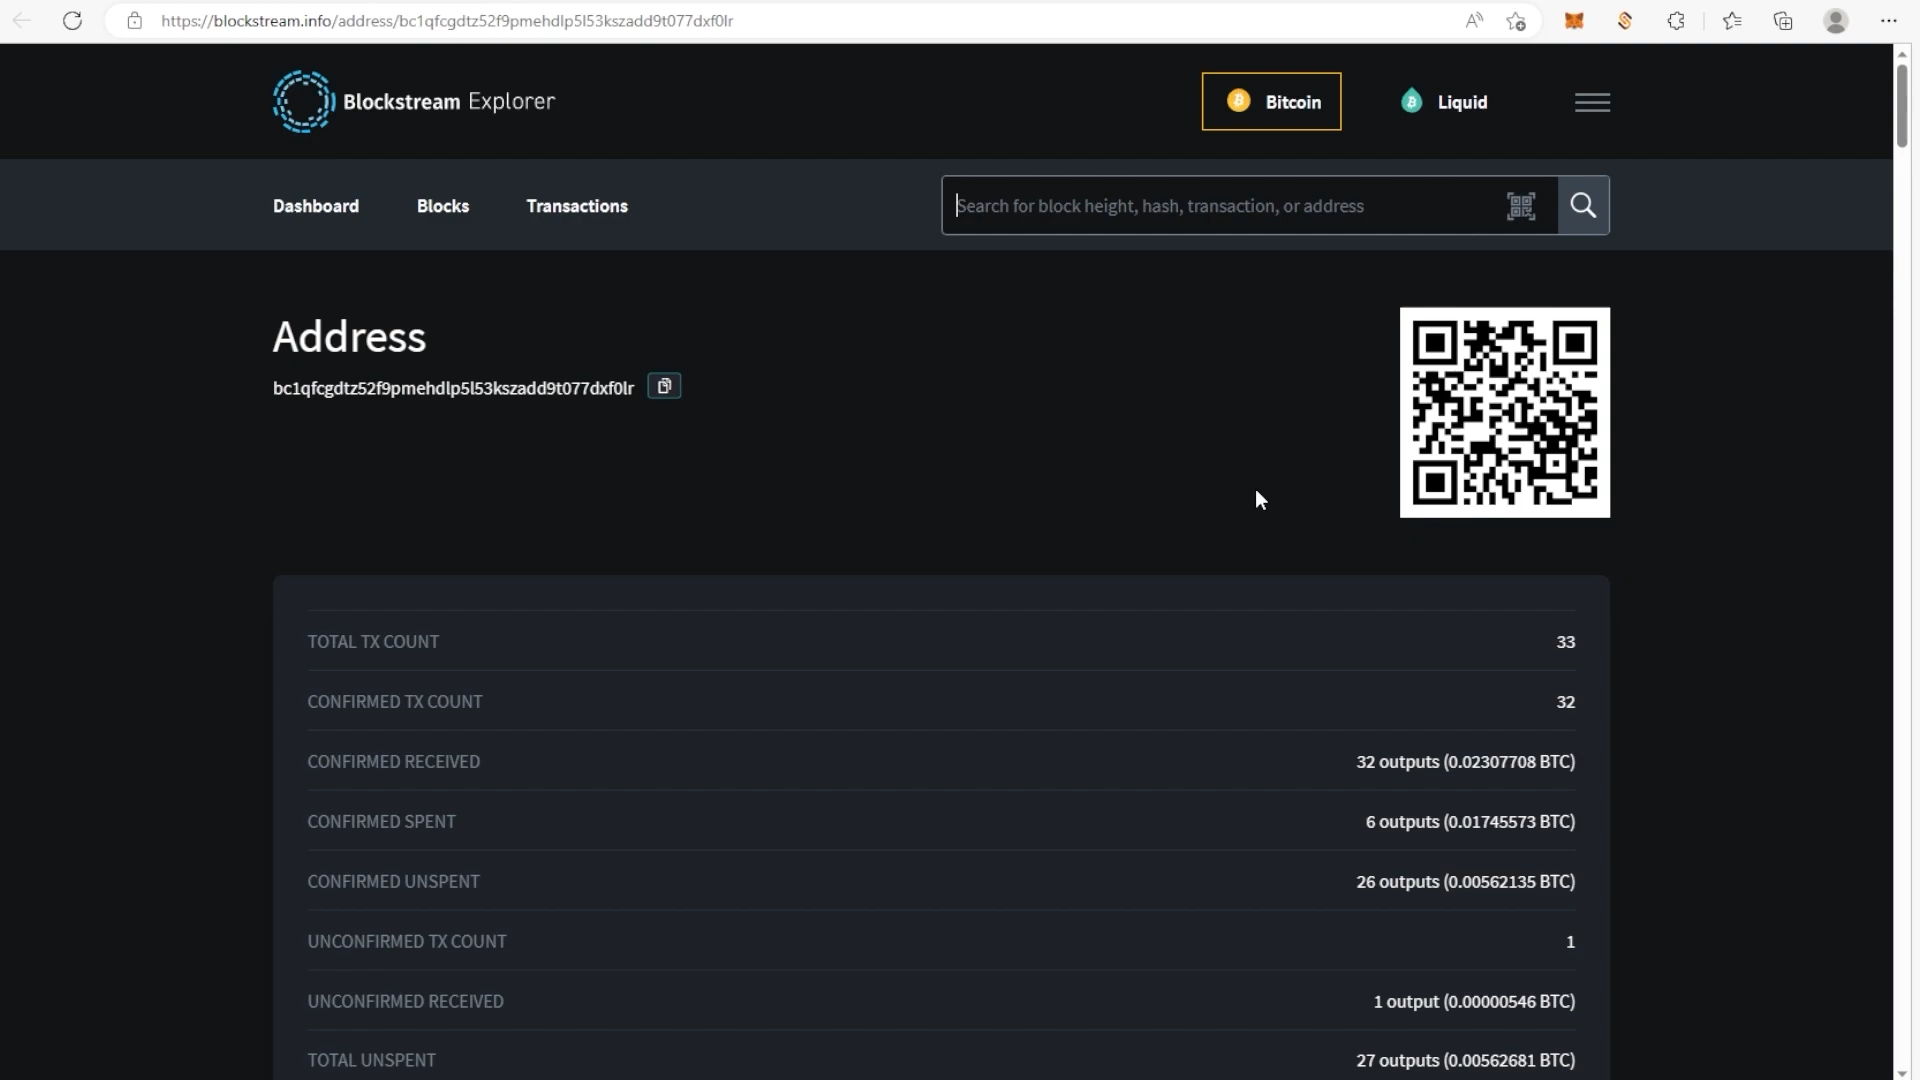 https://blockstream.info/address/bc1qfcgdtz52f9pmehdlp5l53kszadd9t077dxf0lr
Blockstream Explorer
Bitcoin
Liquid
Dashboard
Blocks
Transactions
Search for block height, hash, transaction, or address
Address
bc1qfcgdtz52f9pmehdlp5l53kszadd9t077dxf0lr
TOTAL TX COUNT 33
CONFIRMED TX COUNT 32
CONFIRMED RECEIVED 32 outputs (0.02307708 BTC)
CONFIRMED SPENT 6 outputs (0.01745573 BTC)
CONFIRMED UNSPENT 26 outputs (0.00562135 BTC)
UNCONFIRMED TX COUNT 1
UNCONFIRMED RECEIVED 1 output (0.00000546 BTC)
TOTAL UNSPENT 27 outputs (0.00562681 BTC)